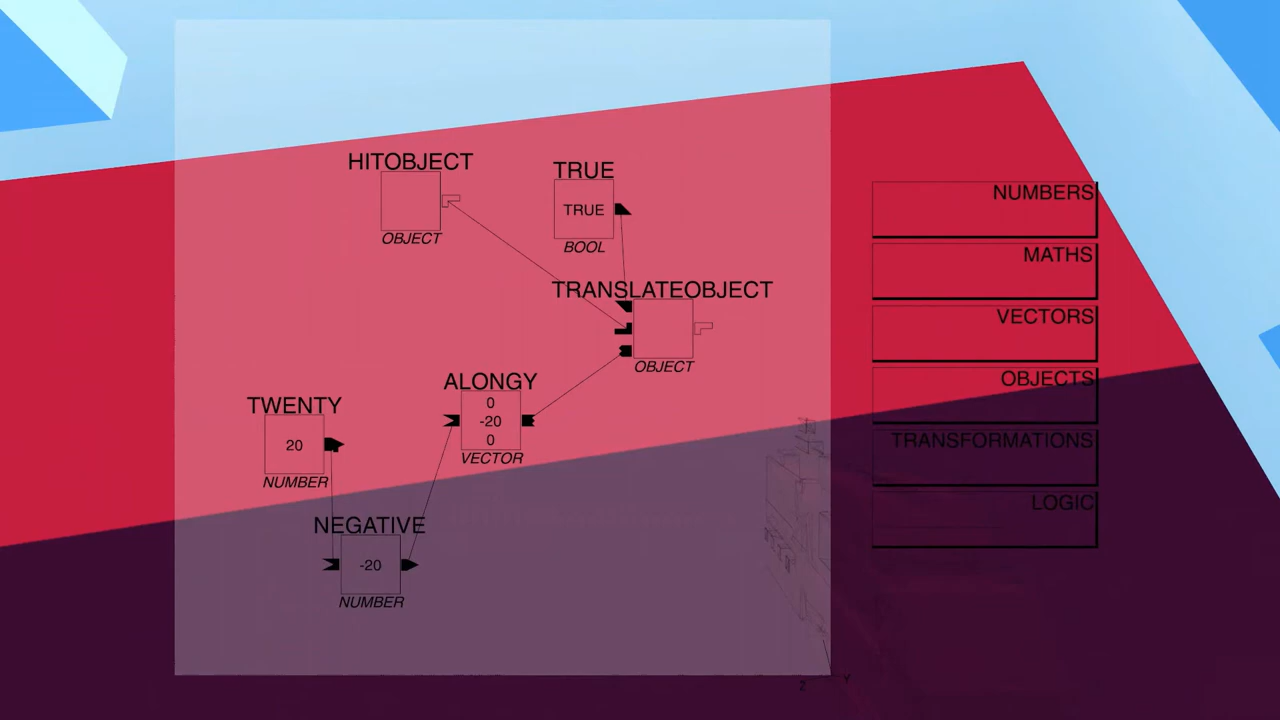 HITOBJECT
OBJECT
TRUE
TRUE
BOOL
TRANSLATEOBJECT
OBJECT
ALONGY
0
-20
0
VECTOR
TWENTY
20
NUMBER
NEGATIVE
-20
NUMBER
NUMBERS
MATHS
VECTORS
OBJECTS
TRANSFORMATIONS
LOGIC
Z
Y